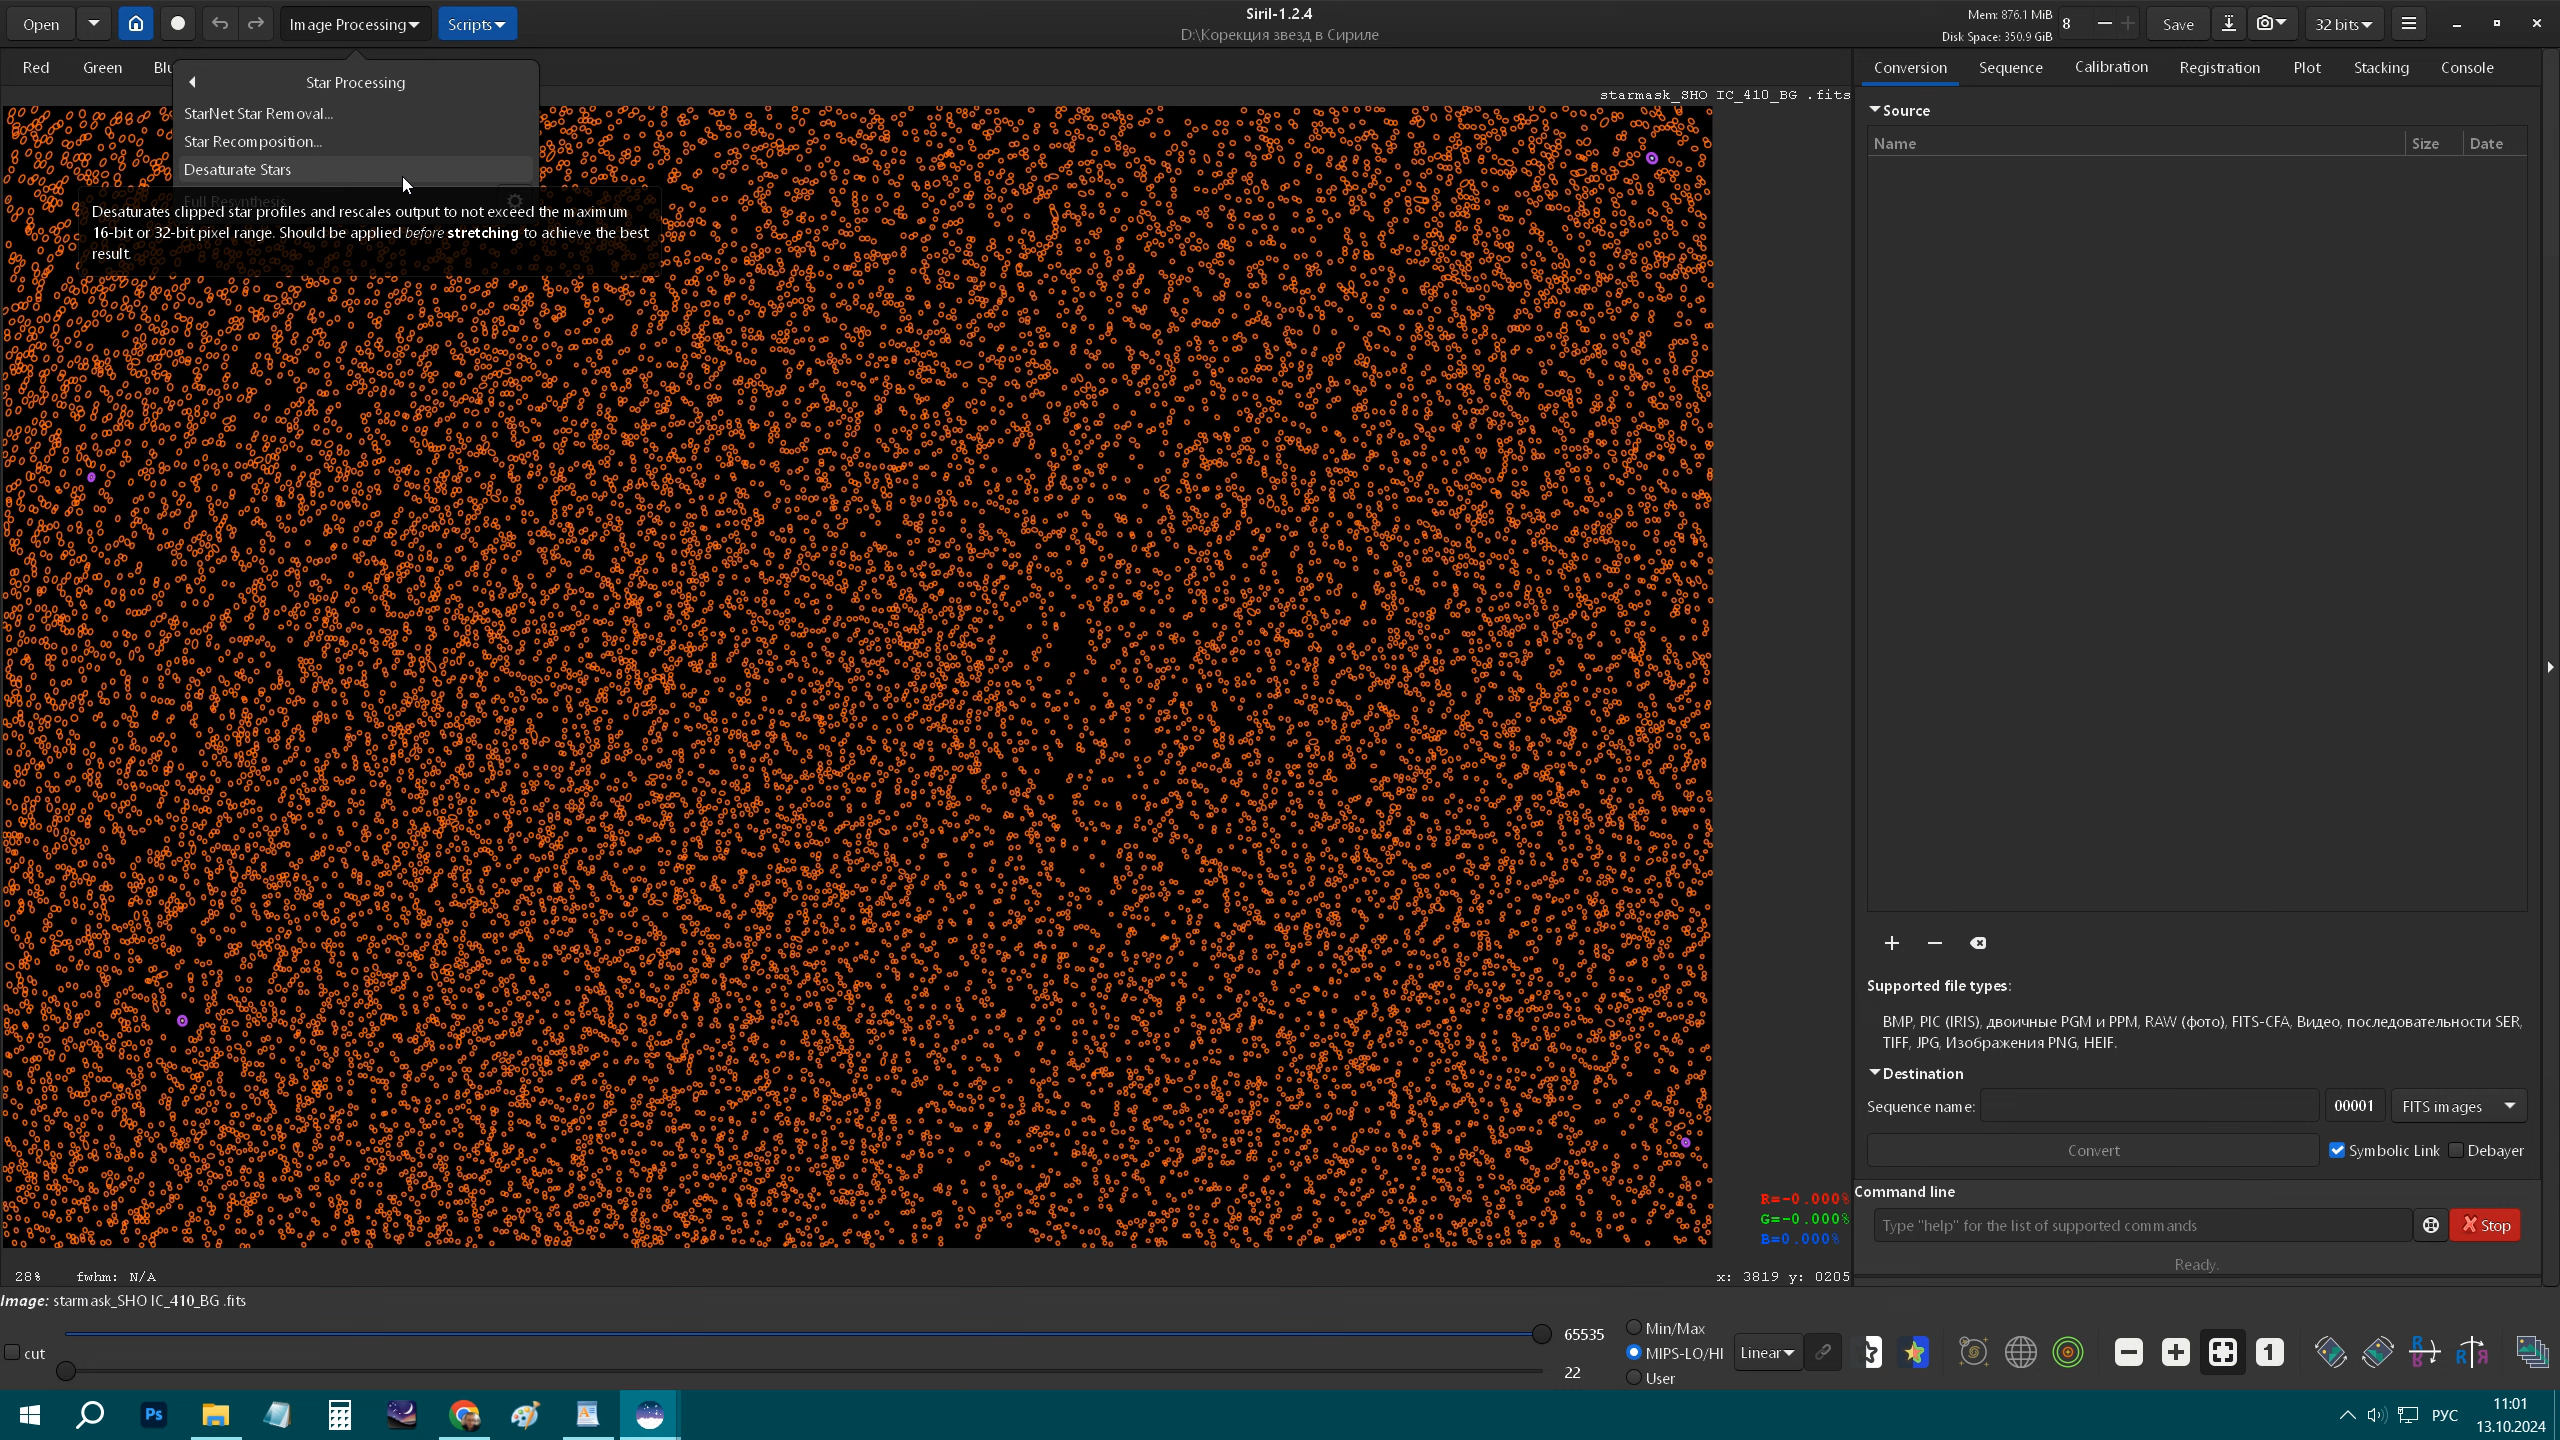 Open
Image Processing
Scripts
Siril-1.2.4
D:\Корекция звезд в Сириле
Mem: 876.1 MiB
Disk Space: 350.9 GiB
8
Save
32 bits
Red
Green
Blu
Star Processing
StarNet Star Removal...
Star Recomposition...
Desaturate Stars
Full Resynthesis
Desaturates clipped star profiles and rescales output to not exceed the maximum
16-bit or 32-bit pixel range. Should be applied before stretching to achieve the best
result.
starmask_SHO IC_410_BG .fits
Conversion
Sequence
Calibration
Registration
Plot
Stacking
Console
Source
Name
Size
Date
Supported file types:
BMP, PIC (IRIS), двоичные PGM и PPM, RAW (фото), FITS-CFA, Видео, последовательности SER,
TIFF, JPG, Изображения PNG, HEIF.
Destination
Sequence name:
00001
FITS images
Convert
Symbolic Link
Debayer
Command line
Type "help" for the list of supported commands
Stop
Ready.
R=-0.000%
G=-0.000%
B=0.000%
28%
fwhm: N/A
x: 3819 y: 0205
Image: starmask_SHO IC_410_BG .fits
cut
65535
22
Min/Max
MIPS-LO/HI
User
Linear
1
R
R
R
R
Ps
РУС
11:01
13.10.2024